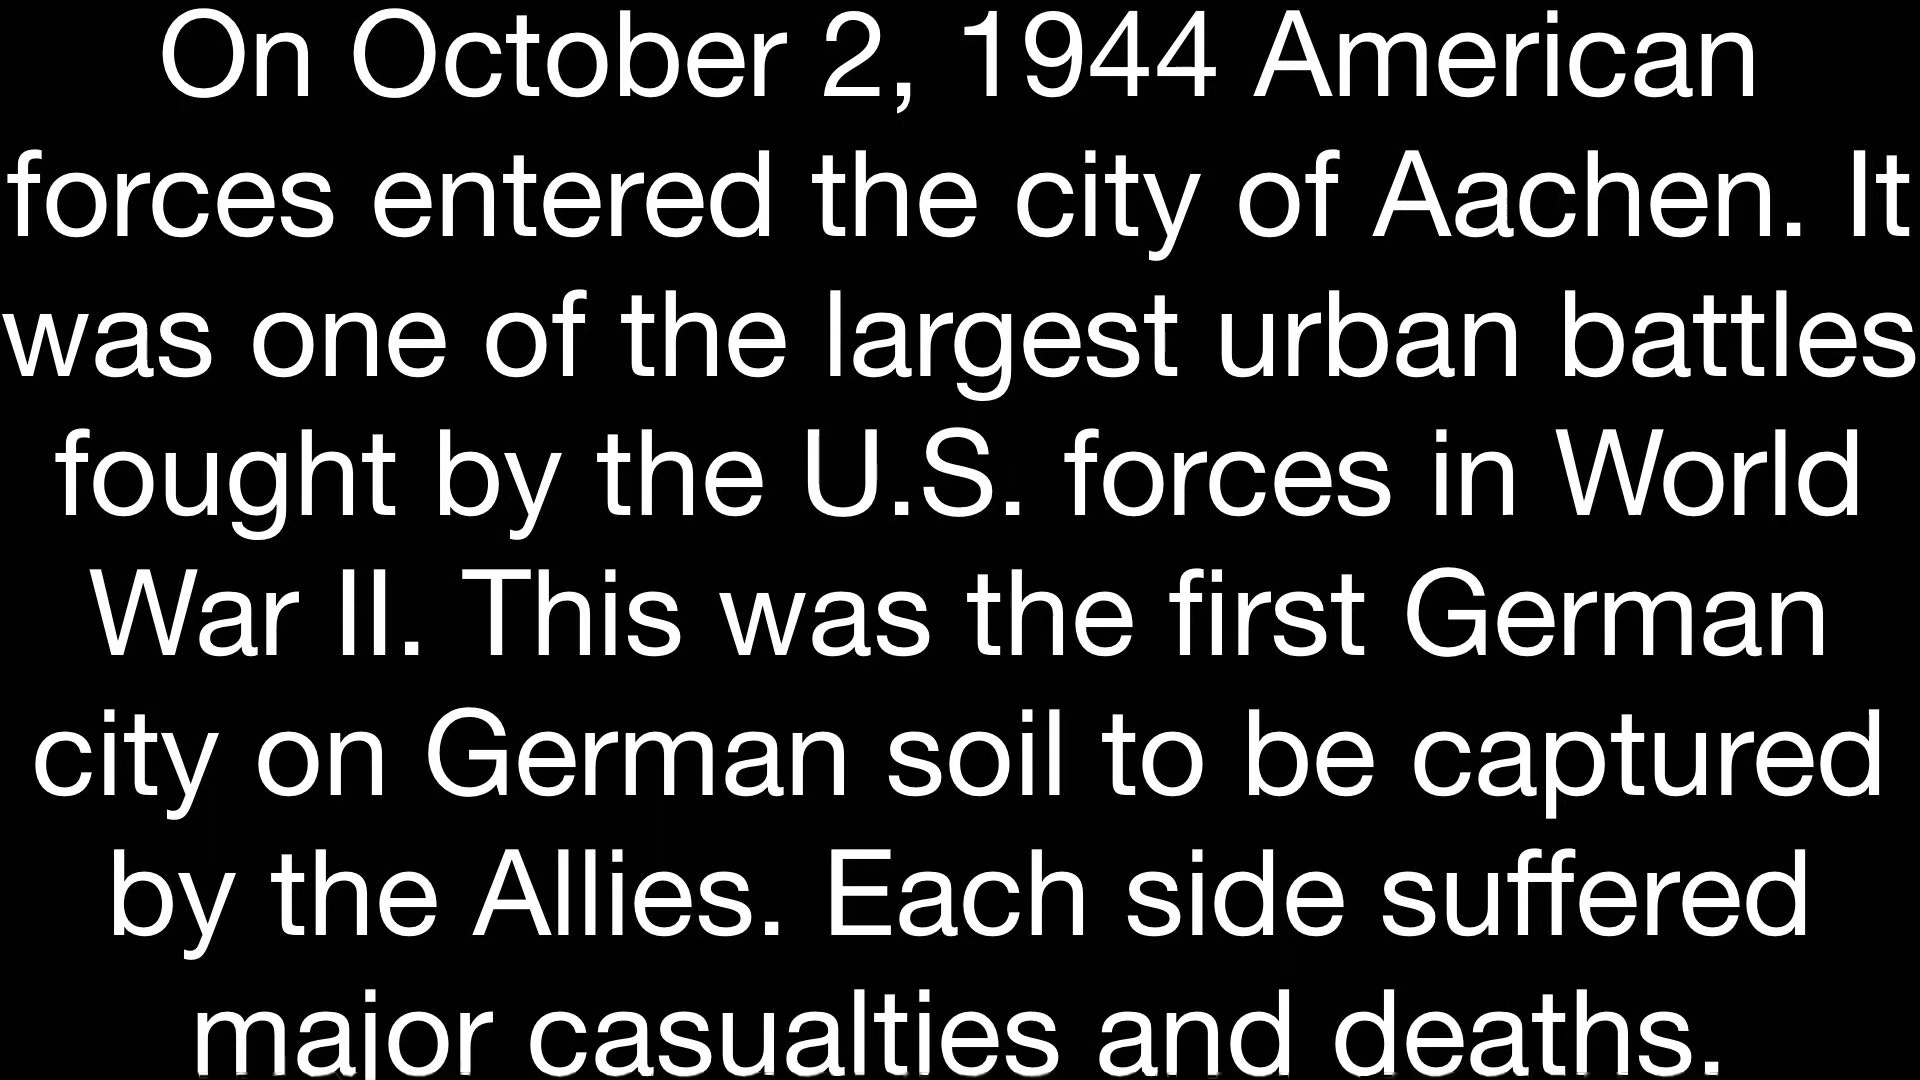 On October 2, 1944 American
forces entered the city of Aachen. It
was one of the largest urban battles
fought by the U.S. forces in World
War II. This was the first German
city on German soil to be captured
by the Allies. Each side suffered
major casualties and deaths.